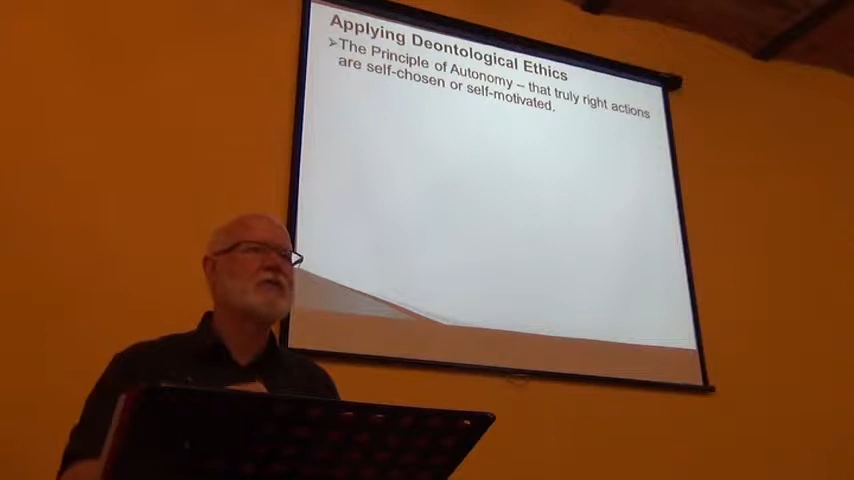 Applying Deontological Ethics
➢The Principle of Autonomy – that truly right actions
are self-chosen or self-motivated.